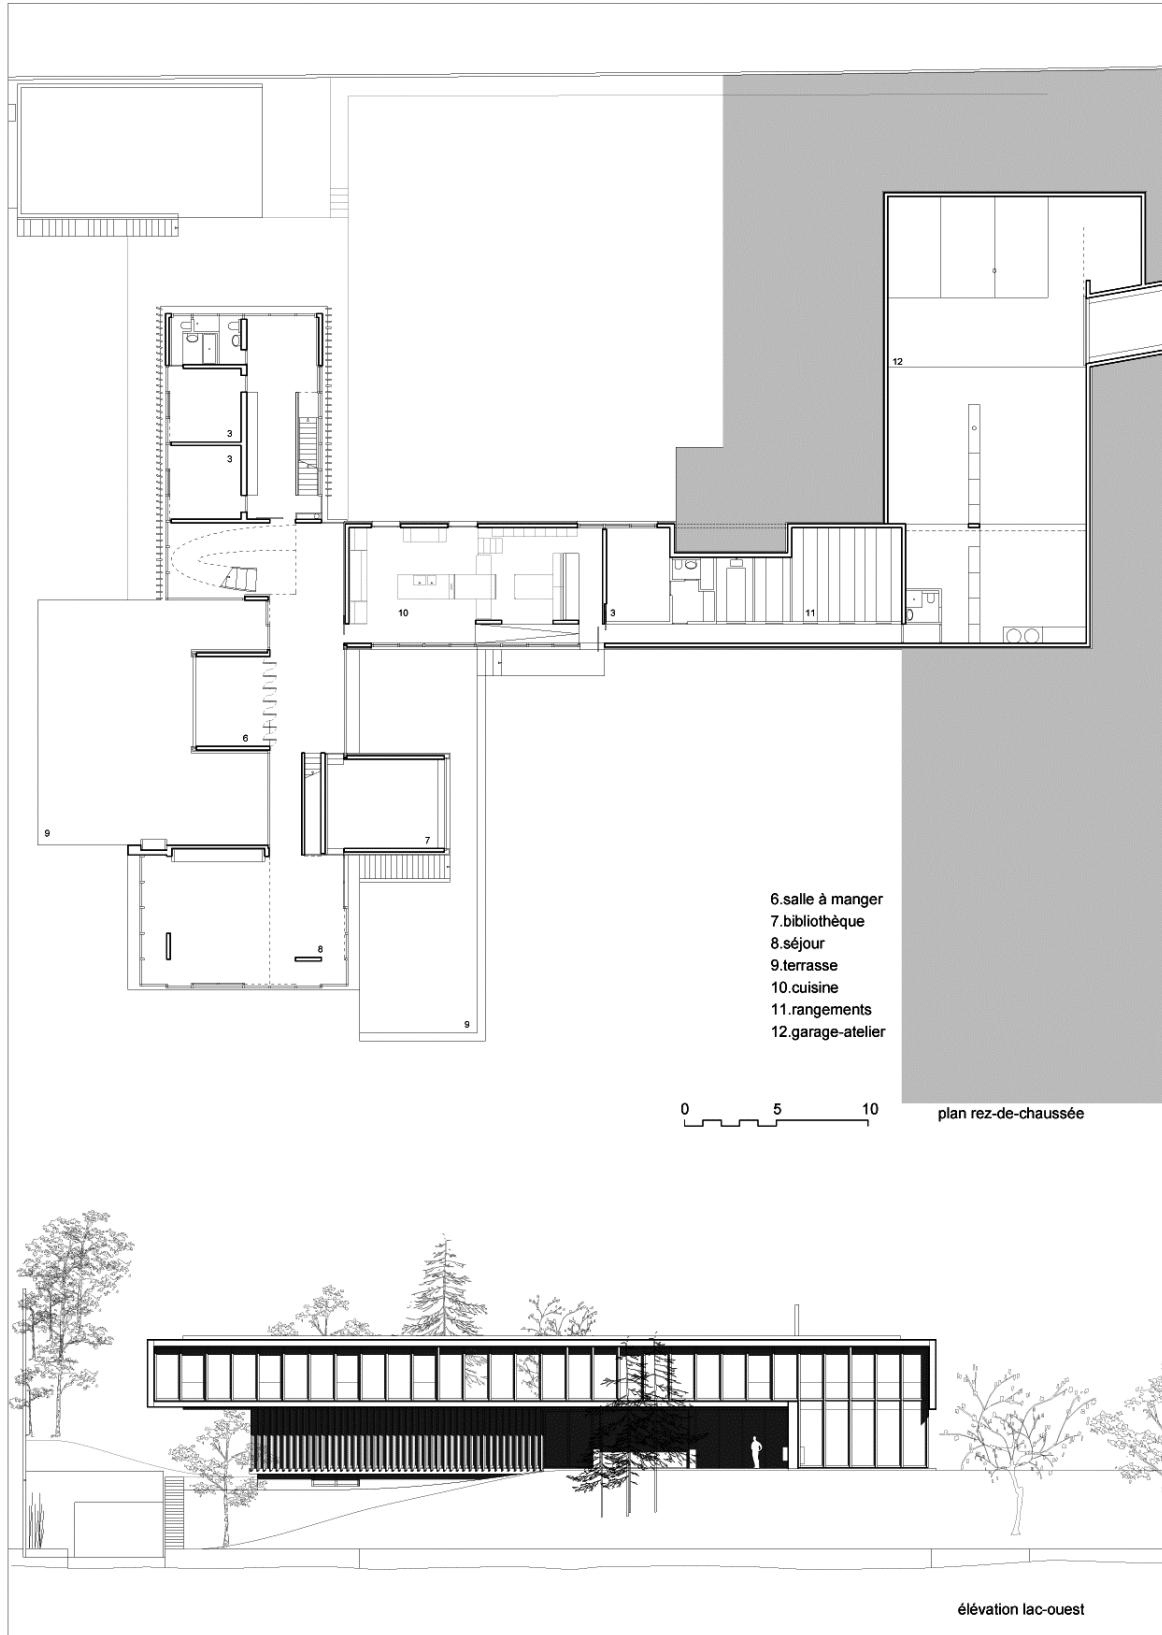 12
3
3
10
3
11
6
9
7
8
9
6.salle à manger
7.bibliothèque
8.séjour
9.terrasse
10.cuisine
11.rangements
12.garage-atelier
0 5 10
plan rez-de-chaussée
élévation lac-ouest